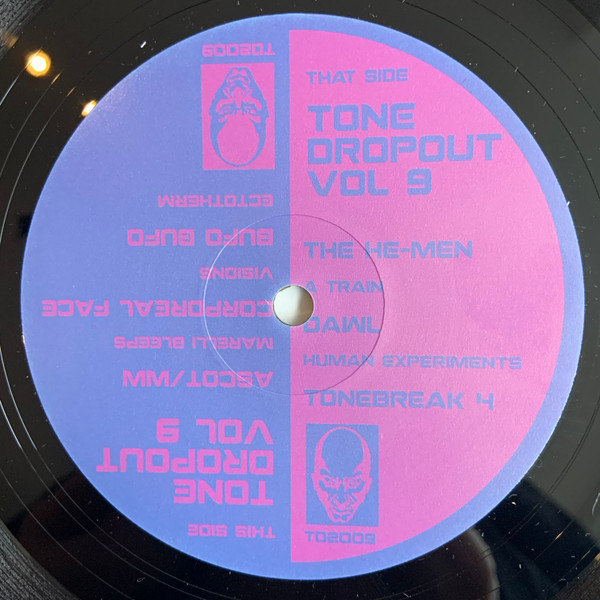 THAT SIDE
TONE
DROPOUT
VOL 9
THE HE-MEN
A TRAIN
DAWL
HUMAN EXPERIMENTS
TONEBREAK 4
TD2009
THIS SIDE
TONE
DROPOUT
VOL 9
ASCOT/WW
MARELLI BLEEPS
CORPOREAL FACE
VISIONS
BUFO BUFO
ECTOTHERM
TD2009